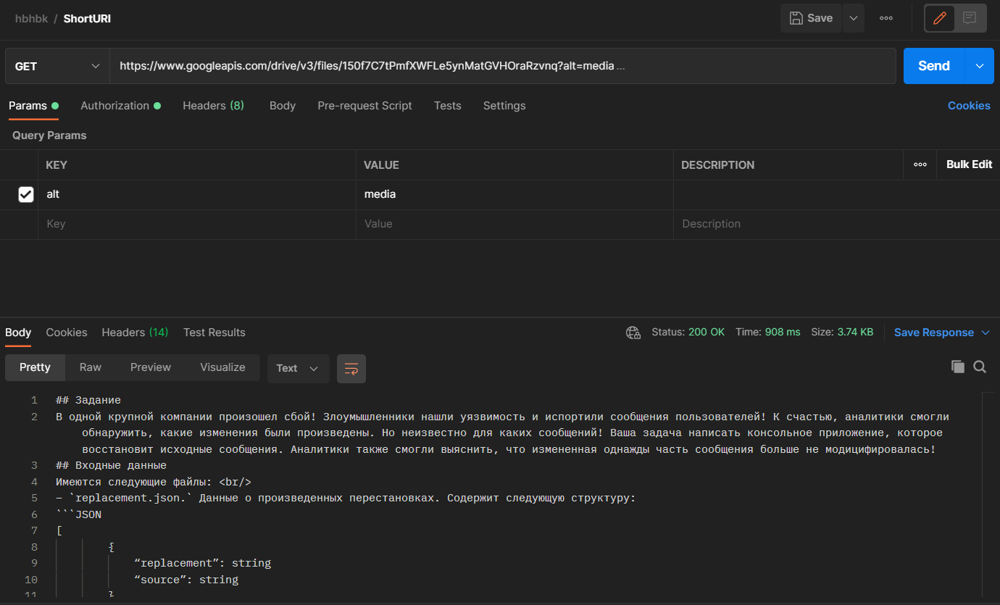 hbhbk / ShortURI
Save
GET
https://www.googleapis.com/drive/v3/files/150f7C7tPmfXWFLe5ynMatGVHOraRzvnq?alt=media ...
Send
Params Authorization Headers (8) Body Pre-request Script Tests Settings Cookies
Query Params
KEY VALUE DESCRIPTION Bulk Edit
alt media
Key Value Description
Body Cookies Headers (14) Test Results Status: 200 OK Time: 908 ms Size: 3.74 KB Save Response
Pretty Raw Preview Visualize Text
1 ## Задание
2 В одной крупной компании произошел сбой! Злоумышленники нашли уязвимость и испортили сообщения пользователей! К счастью, аналитики смогли
обнаружить, какие изменения были произведены. Но неизвестно для каких сообщений! Ваша задача написать консольное приложение, которое
восстановит исходные сообщения. Аналитики также смогли выяснить, что измененная однажды часть сообщения больше не модицифировалась!
3 ## Входные данные
4 Имеются следующие файлы: <br/>
5 — `replacement.json.` Данные о произведенных перестановках. Содержит следующую структуру:
6 ```JSON
7 [
8 {
9 “replacement”: string
10 “source”: string
11 }